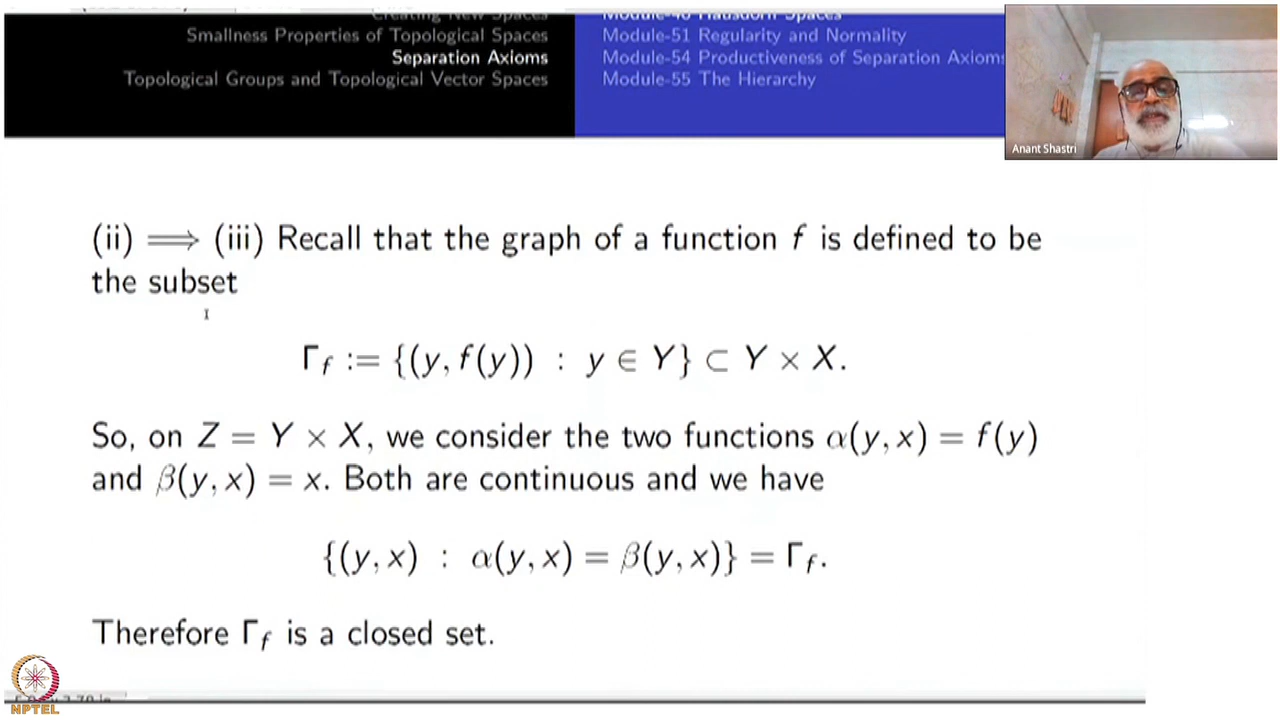 Creating New Spaces
Smallness Properties of Topological Spaces
Separation Axioms
Topological Groups and Topological Vector Spaces
Module-51 Regularity and Normality
Module-54 Productiveness of Separation Axioms
Module-55 The Hierarchy
Anant Shastri
(ii) ⟹ (iii) Recall that the graph of a function f is defined to be
the subset
Γ_f := {(y, f(y)) : y ∈ Y} ⊂ Y × X.
So, on Z = Y × X, we consider the two functions α(y, x) = f(y)
and β(y, x) = x. Both are continuous and we have
{(y, x) : α(y, x) = β(y, x)} = Γ_f.
Therefore Γ_f is a closed set.
NPTEL